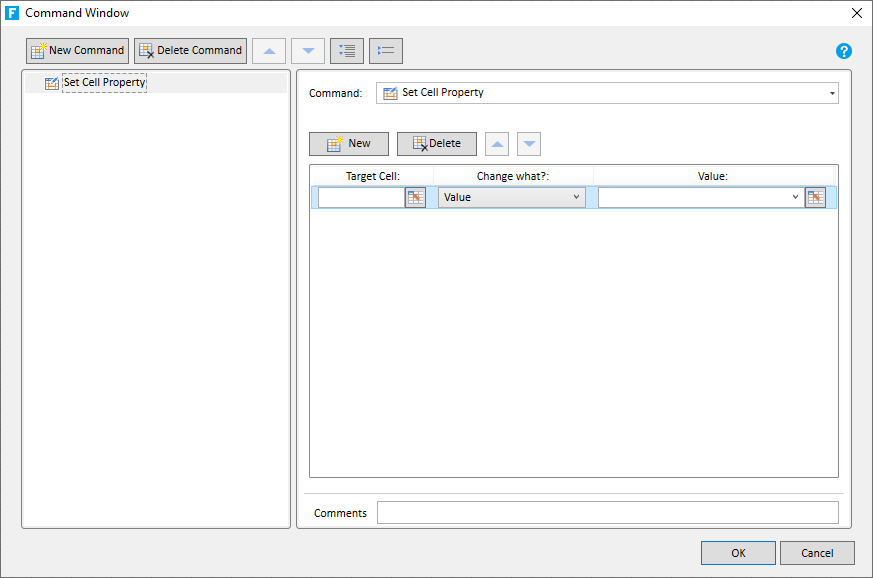 F Command Window
New Command Delete Command
?
Set Cell Property
Command: Set Cell Property
New Delete
Target Cell: Change what?: Value:
Value
Comments
OK Cancel